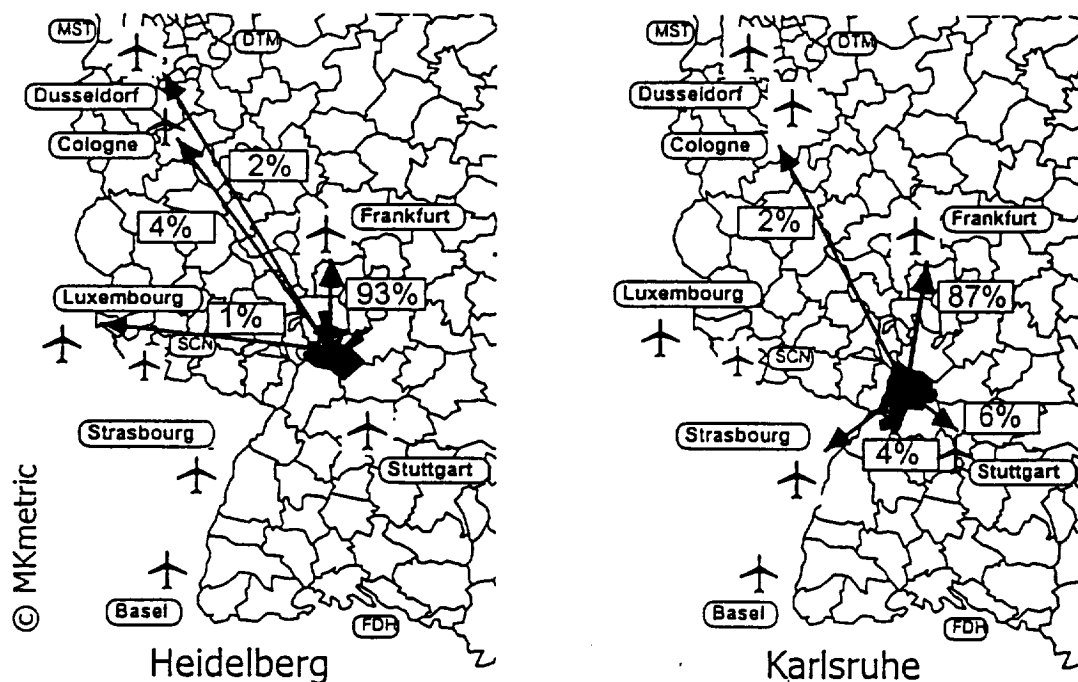 MST
DTM
Dusseldorf
Cologne
2%
Frankfurt
4%
93%
Luxembourg
1%
SCN
Strasbourg
Stuttgart
Basel
FDH
Heidelberg
© MKmetric
MST
DTM
Dusseldorf
Cologne
Frankfurt
2%
87%
Luxembourg
SCN
6%
Strasbourg
4%
Stuttgart
Basel
FDH
Karlsruhe